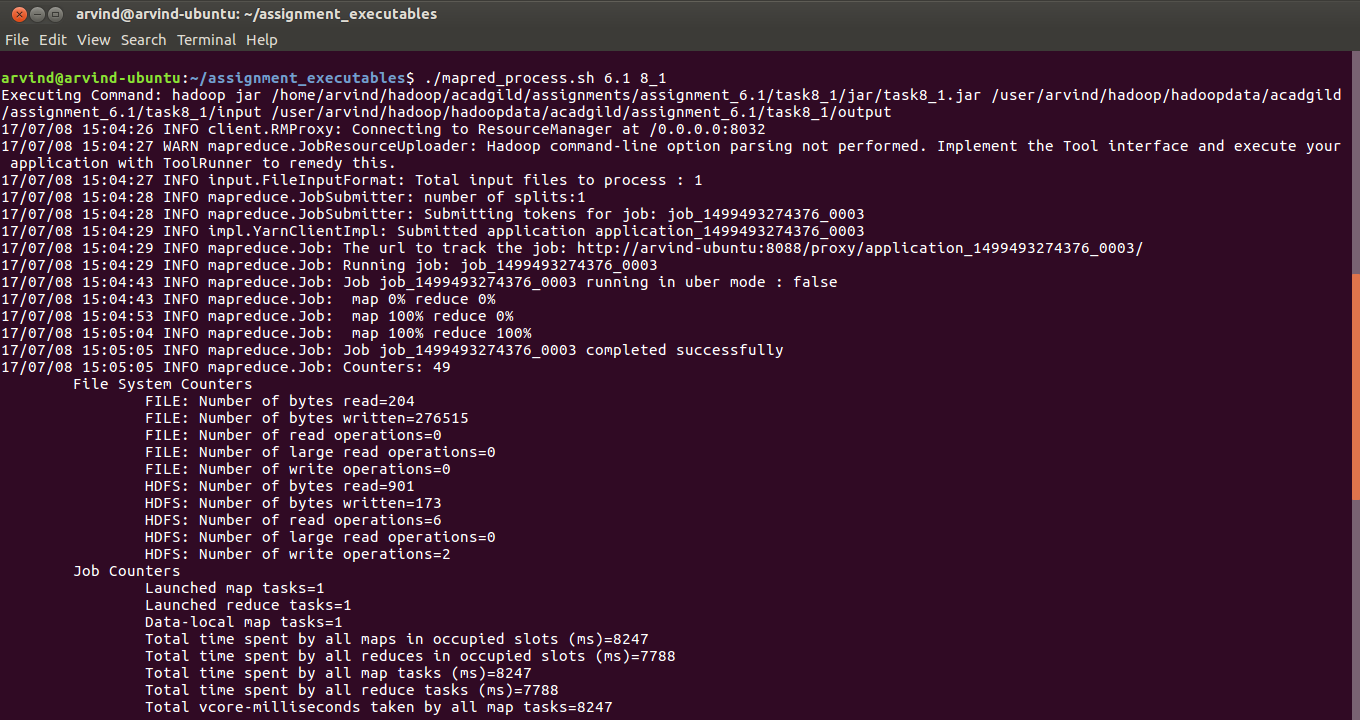 arvind@arvind-ubuntu: ~/assignment_executables
File Edit View Search Terminal Help
arvind@arvind-ubuntu:~/assignment_executables$ ./mapred_process.sh 6.1 8_1
Executing Command: hadoop jar /home/arvind/hadoop/acadgild/assignments/assignment_6.1/task8_1/jar/task8_1.jar /user/arvind/hadoop/hadoopdata/acadgild
/assignment_6.1/task8_1/input /user/arvind/hadoop/hadoopdata/acadgild/assignment_6.1/task8_1/output
17/07/08 15:04:26 INFO client.RMProxy: Connecting to ResourceManager at /0.0.0.0:8032
17/07/08 15:04:27 WARN mapreduce.JobResourceUploader: Hadoop command-line option parsing not performed. Implement the Tool interface and execute your
 application with ToolRunner to remedy this.
17/07/08 15:04:27 INFO input.FileInputFormat: Total input files to process : 1
17/07/08 15:04:28 INFO mapreduce.JobSubmitter: number of splits:1
17/07/08 15:04:28 INFO mapreduce.JobSubmitter: Submitting tokens for job: job_1499493274376_0003
17/07/08 15:04:29 INFO impl.YarnClientImpl: Submitted application application_1499493274376_0003
17/07/08 15:04:29 INFO mapreduce.Job: The url to track the job: http://arvind-ubuntu:8088/proxy/application_1499493274376_0003/
17/07/08 15:04:29 INFO mapreduce.Job: Running job: job_1499493274376_0003
17/07/08 15:04:43 INFO mapreduce.Job: Job job_1499493274376_0003 running in uber mode : false
17/07/08 15:04:43 INFO mapreduce.Job:  map 0% reduce 0%
17/07/08 15:04:53 INFO mapreduce.Job:  map 100% reduce 0%
17/07/08 15:05:04 INFO mapreduce.Job:  map 100% reduce 100%
17/07/08 15:05:05 INFO mapreduce.Job: Job job_1499493274376_0003 completed successfully
17/07/08 15:05:05 INFO mapreduce.Job: Counters: 49
File System Counters
FILE: Number of bytes read=204
FILE: Number of bytes written=276515
FILE: Number of read operations=0
FILE: Number of large read operations=0
FILE: Number of write operations=0
HDFS: Number of bytes read=901
HDFS: Number of bytes written=173
HDFS: Number of read operations=6
HDFS: Number of large read operations=0
HDFS: Number of write operations=2
Job Counters
Launched map tasks=1
Launched reduce tasks=1
Data-local map tasks=1
Total time spent by all maps in occupied slots (ms)=8247
Total time spent by all reduces in occupied slots (ms)=7788
Total time spent by all map tasks (ms)=8247
Total time spent by all reduce tasks (ms)=7788
Total vcore-milliseconds taken by all map tasks=8247